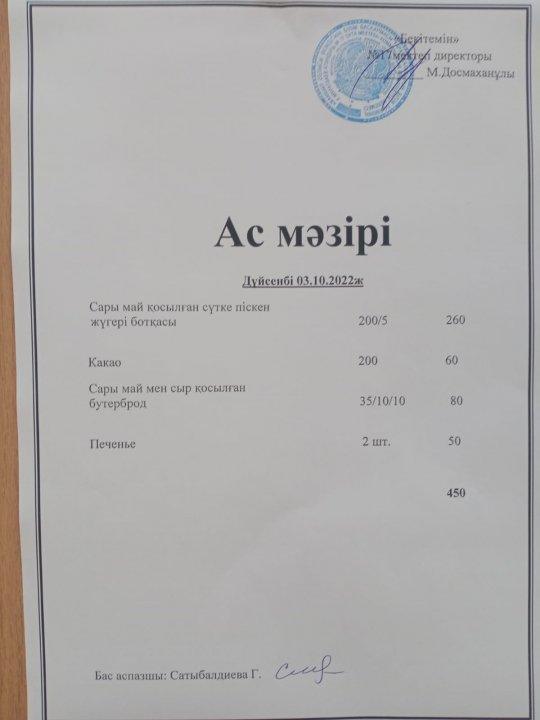 «Бекітемін»
мектеп директоры
М.Досмаханұлы
Ас мәзірі
Дүйсенбі 03.10.2022ж
Сары май қосылған сүтке піскен
жүгері ботқасы 200/5 260
Какао 200 60
Сары май мен сыр қосылған
бутерброд 35/10/10 80
Печенье 2 шт. 50
450
Бас аспазшы: Сатыбалдиева Г.